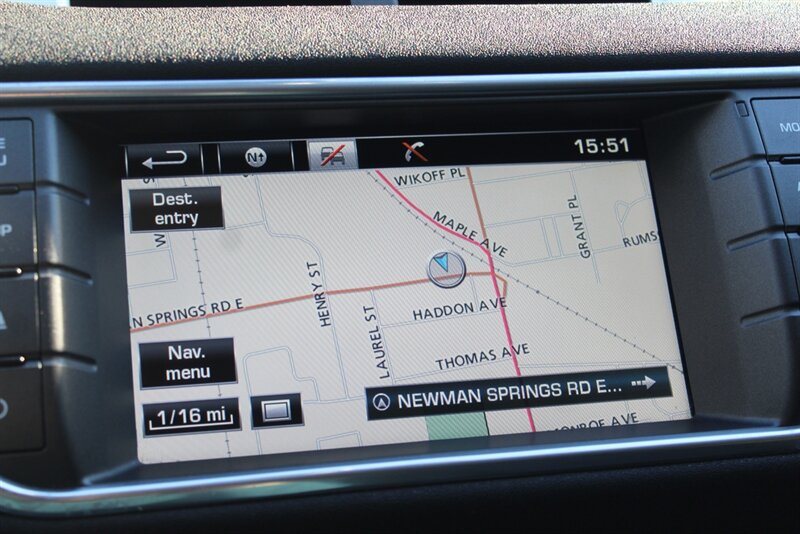 N↑
15:51
Dest.
entry
WIKOFF PL
MAPLE AVE
GRANT PL
RUMS
HENRY ST
N SPRINGS RD E
HADDON AVE
LAUREL ST
THOMAS AVE
Nav.
menu
1/16 mi
NEWMAN SPRINGS RD E...
ONROE AVE
MO